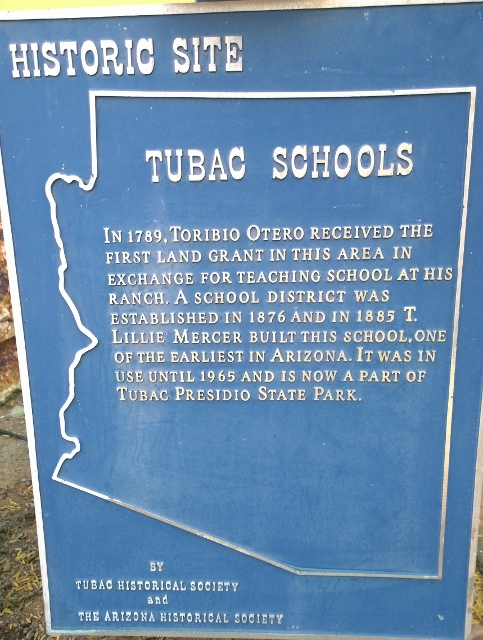 HISTORIC SITE
TUBAC SCHOOLS
IN 1789, TORIBIO OTERO RECEIVED THE
FIRST LAND GRANT IN THIS AREA IN
EXCHANGE FOR TEACHING SCHOOL AT HIS
RANCH. A SCHOOL DISTRICT WAS
ESTABLISHED IN 1876 AND IN 1885 T.
LILLIE MERCER BUILT THIS SCHOOL, ONE
OF THE EARLIEST IN ARIZONA. IT WAS IN
USE UNTIL 1965 AND IS NOW A PART OF
TUBAC PRESIDIO STATE PARK.
BY
TUBAC HISTORICAL SOCIETY
and
THE ARIZONA HISTORICAL SOCIETY